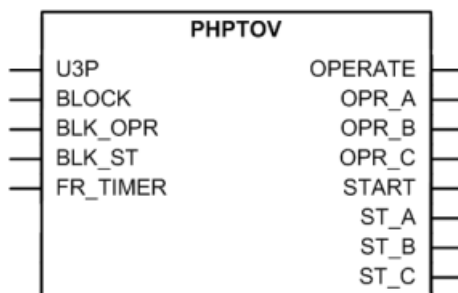 PHPTOV
U3P OPERATE
BLOCK OPR_A
BLK_OPR OPR_B
BLK_ST OPR_C
FR_TIMER START
ST_A
ST_B
ST_C